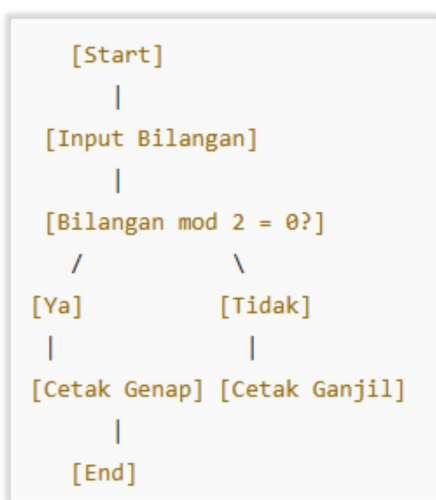 [Start]
|
[Input Bilangan]
|
[Bilangan mod 2 = 0?]
/ \
[Ya] [Tidak]
| |
[Cetak Genap] [Cetak Ganjil]
|
[End]